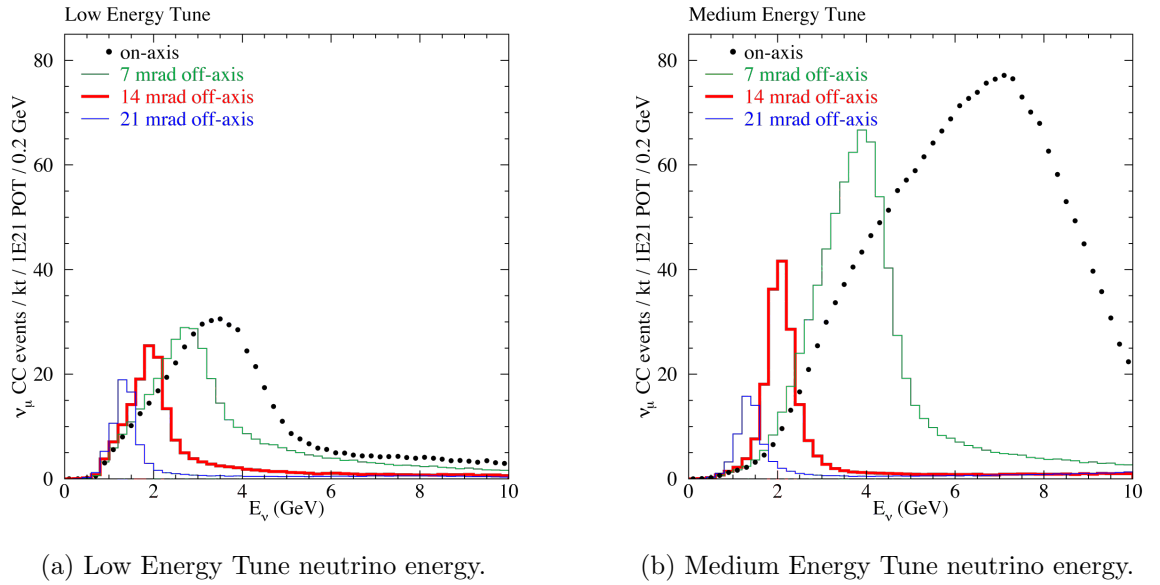 Low Energy Tune
ν_μ CC events / kt / 1E21 POT / 0.2 GeV
80
60
40
20
0
on-axis
7 mrad off-axis
14 mrad off-axis
21 mrad off-axis
0 2 4 6 8 10
E_ν (GeV)
(a) Low Energy Tune neutrino energy.
Medium Energy Tune
ν_μ CC events / kt / 1E21 POT / 0.2 GeV
80
60
40
20
0
on-axis
7 mrad off-axis
14 mrad off-axis
21 mrad off-axis
0 2 4 6 8 10
E_ν (GeV)
(b) Medium Energy Tune neutrino energy.